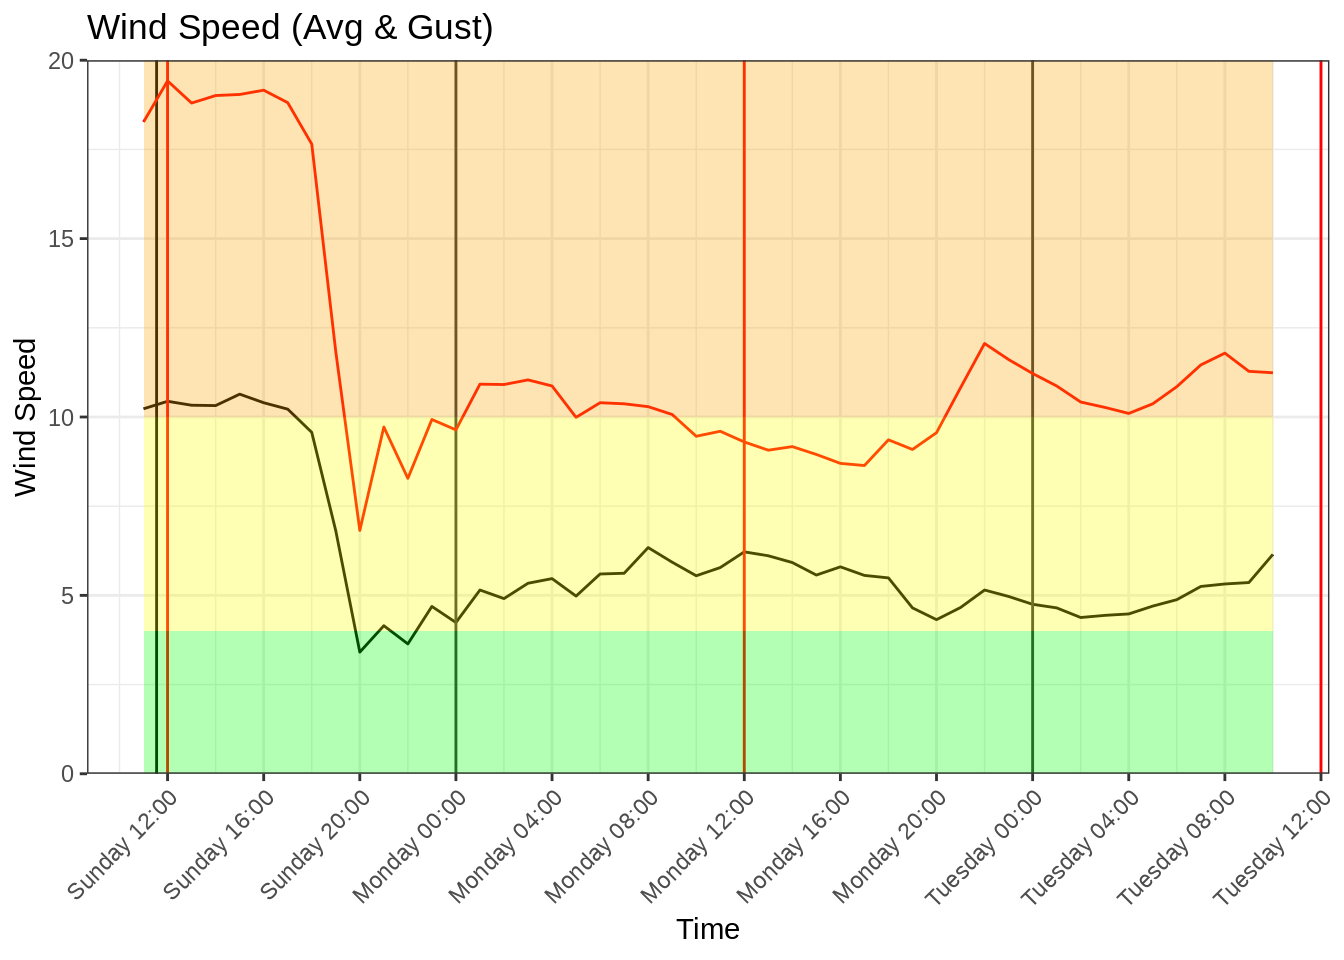 Wind Speed (Avg & Gust)
20
15
10
5
0
Wind Speed
Sunday 12:00
Sunday 16:00
Sunday 20:00
Monday 00:00
Monday 04:00
Monday 08:00
Monday 12:00
Monday 16:00
Monday 20:00
Tuesday 00:00
Tuesday 04:00
Tuesday 08:00
Tuesday 12:00
Time